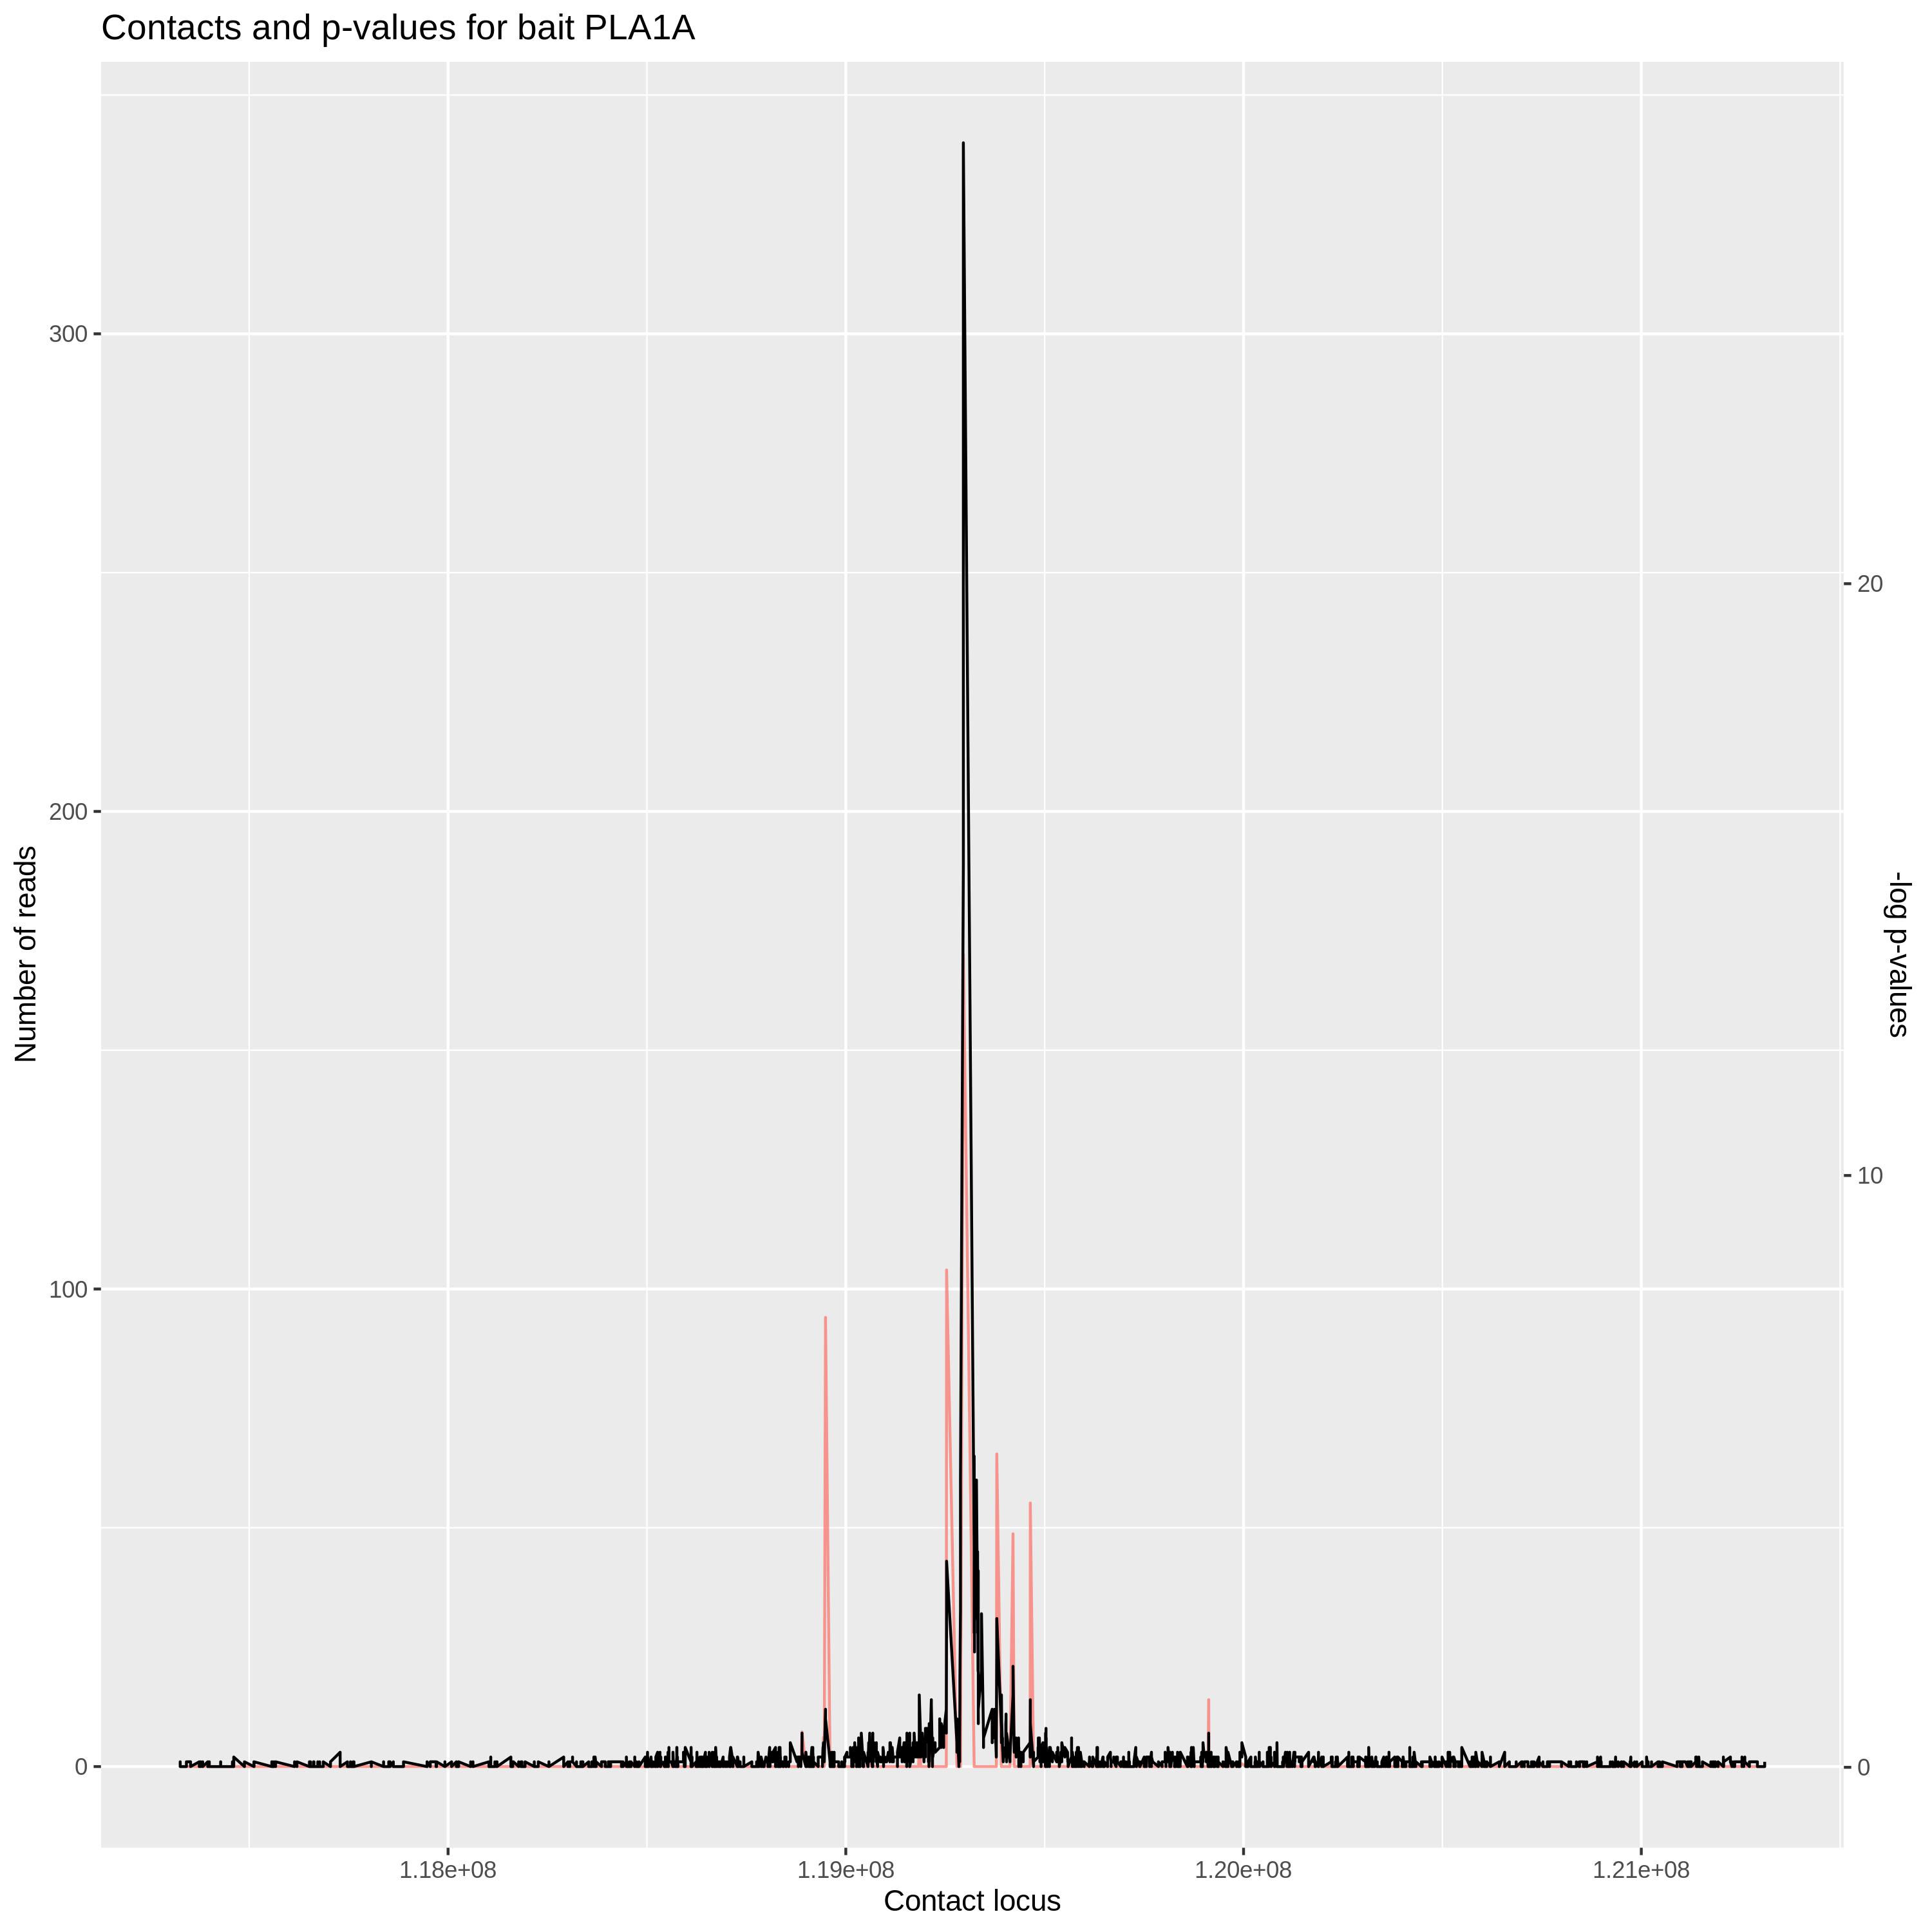 Contacts and p-values for bait PLA1A
300
200
100
0
Number of reads
20
10
0
-log p-values
1.18e+08
1.19e+08
1.20e+08
1.21e+08
Contact locus